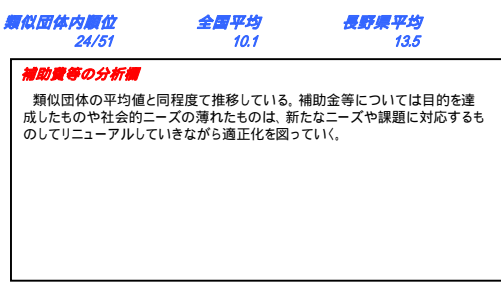 類似団体内順位 全国平均 長野県平均
24/51 10.1 13.5
補助費等の分析欄
類似団体の平均値と同程度て推移している。補助金等については目的を達
成したものや社会的ニーズの薄れたものは、新たなニーズや課題に対応するも
のしてリニューアルしていきながら適正化を図っていく。